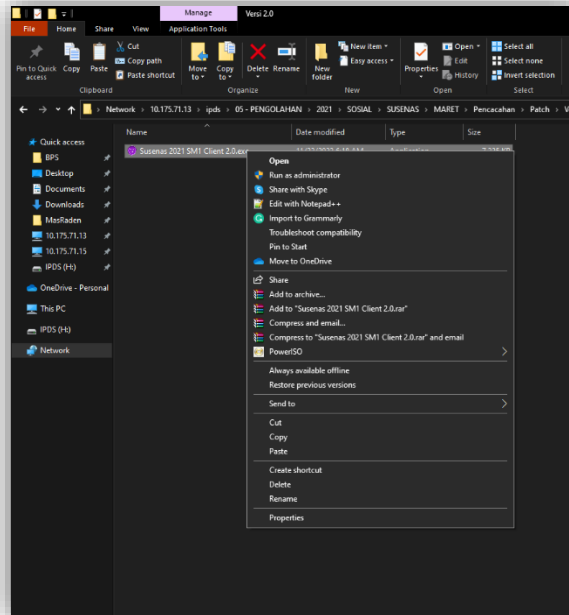 Manage
Versi 2.0
File
Home
Share
View
Application Tools
Pin to Quick access
Copy
Paste
Cut
Copy path
Paste shortcut
Clipboard
Move to
Copy to
Delete
Rename
Organize
New folder
New item
Easy access
New
Properties
Open
Edit
History
Open
Select all
Select none
Invert selection
Select
Network > 10.175.71.13 > ipds > 05 - PENGOLAHAN > 2021 > SOSIAL > SUSENAS > MARET > Pencacahan > Patch >
Name
Date modified
Type
Size
Quick access
BPS
Desktop
Documents
Downloads
MasRaden
10.175.71.13
10.175.71.15
IPDS (H:)
OneDrive - Personal
This PC
IPDS (H:)
Network
Susenas 2021 SM1 Client 2.0.exe
Open
Run as administrator
Share with Skype
Edit with Notepad++
Import to Grammarly
Troubleshoot compatibility
Pin to Start
Move to OneDrive
Share
Add to archive...
Add to "Susenas 2021 SM1 Client 2.0.rar"
Compress and email...
Compress to "Susenas 2021 SM1 Client 2.0.rar" and email
PowerISO
Always available offline
Restore previous versions
Send to
Cut
Copy
Paste
Create shortcut
Delete
Rename
Properties